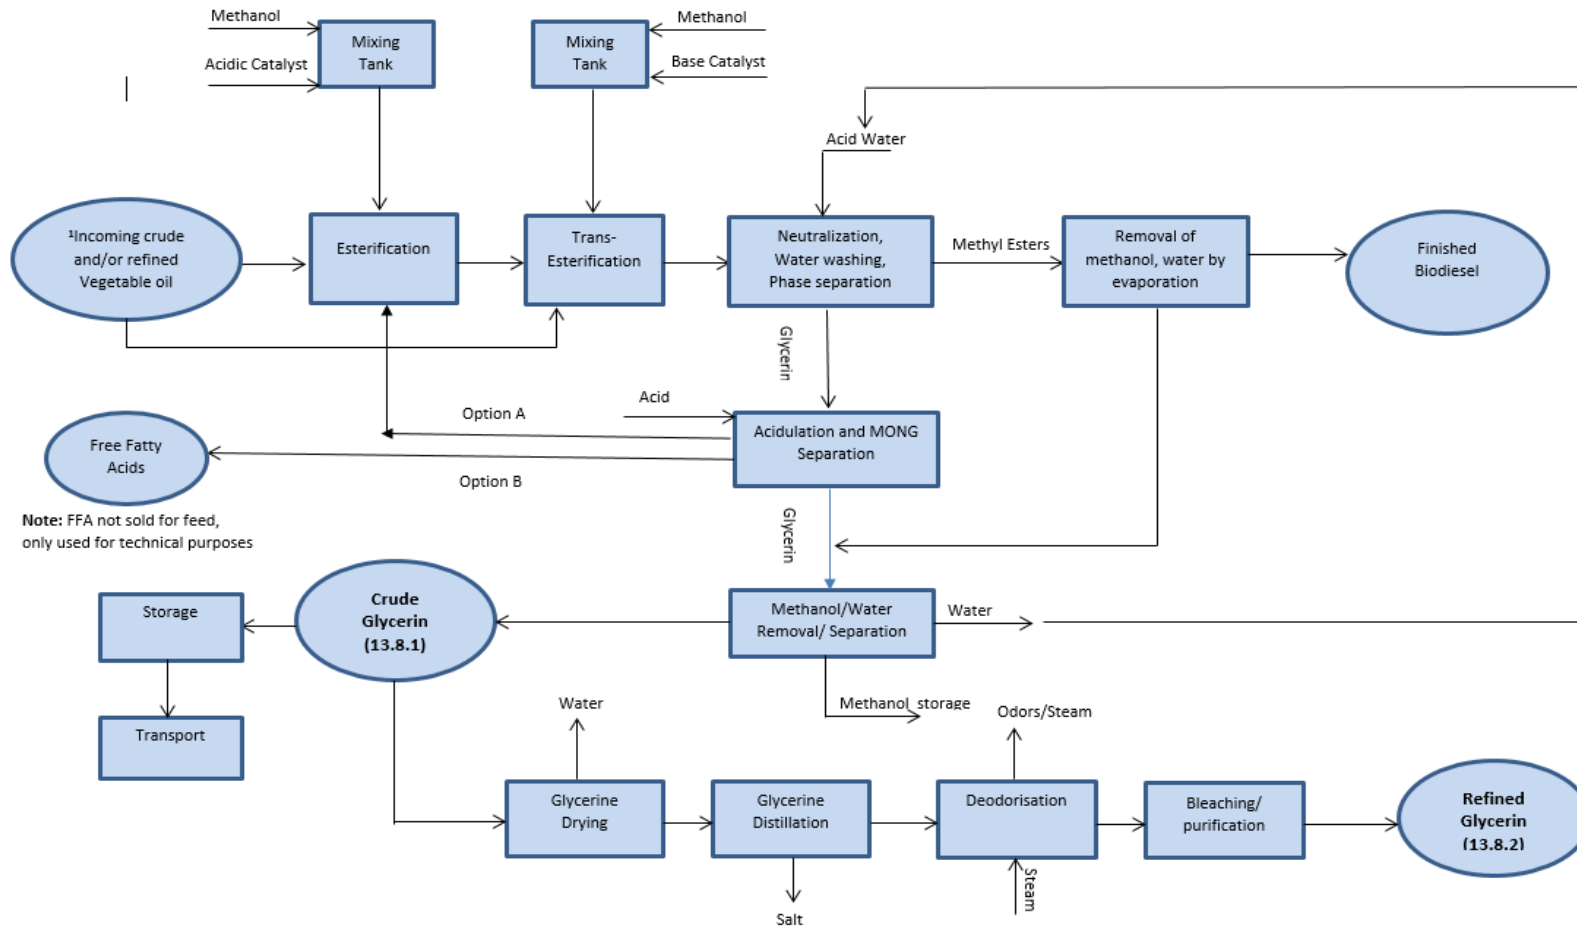 Methanol
Acidic Catalyst
Mixing
Tank
Mixing
Tank
Methanol
Base Catalyst
Acid Water
¹Incoming crude
and/or refined
Vegetable oil
Esterification
Trans-
Esterification
Neutralization,
Water washing,
Phase separation
Methyl Esters
Removal of
methanol, water by
evaporation
Finished
Biodiesel
Glycerin
Acid
Option A
Acidulation and MONG
Separation
Free Fatty
Acids
Option B
Note: FFA not sold for feed,
only used for technical purposes
Glycerin
Storage
Crude
Glycerin
(13.8.1)
Methanol/Water
Removal/ Separation
Water
Transport
Water
Methanol storage
Odors/Steam
Glycerine
Drying
Glycerine
Distillation
Deodorisation
Bleaching/
purification
Refined
Glycerin
(13.8.2)
Salt
Steam